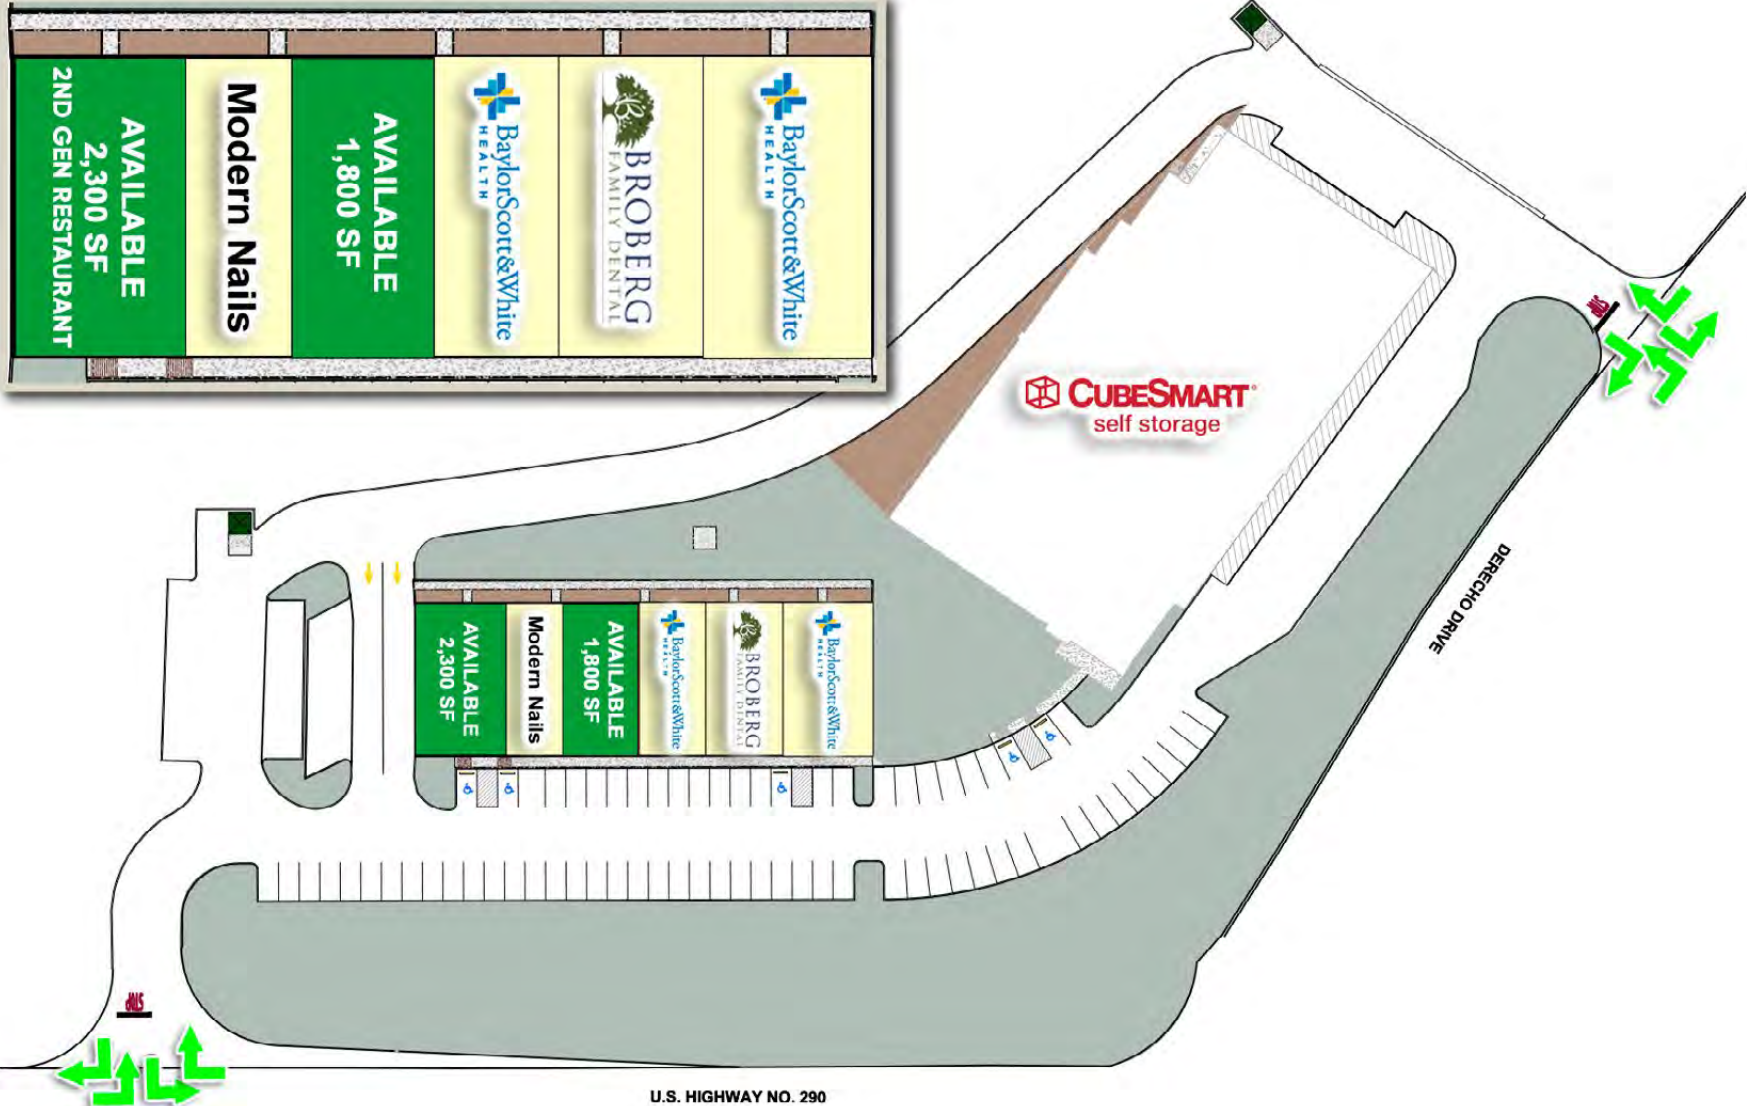 AVAILABLE
2,300 SF
2ND GEN RESTAURANT
Modern Nails
AVAILABLE
1,800 SF
BaylorScott&White
HEALTH
B
BROBERG
FAMILY DENTAL
BaylorScott&White
HEALTH
CUBESMART®
self storage
STOP
DERECHO DRIVE
AVAILABLE
2,300 SF
Modern Nails
AVAILABLE
1,800 SF
BaylorScott&White
HEALTH
BROBERG
FAMILY DENTAL
BaylorScott&White
HEALTH
STOP
U.S. HIGHWAY NO. 290